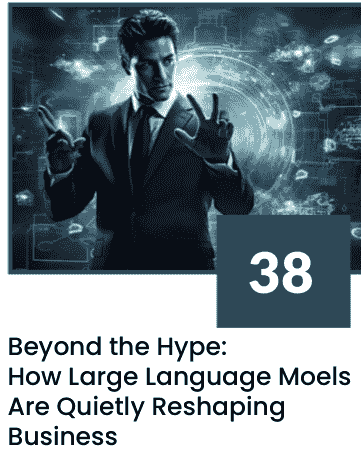 38
Beyond the Hype:
How Large Language Moels
Are Quietly Reshaping
Business